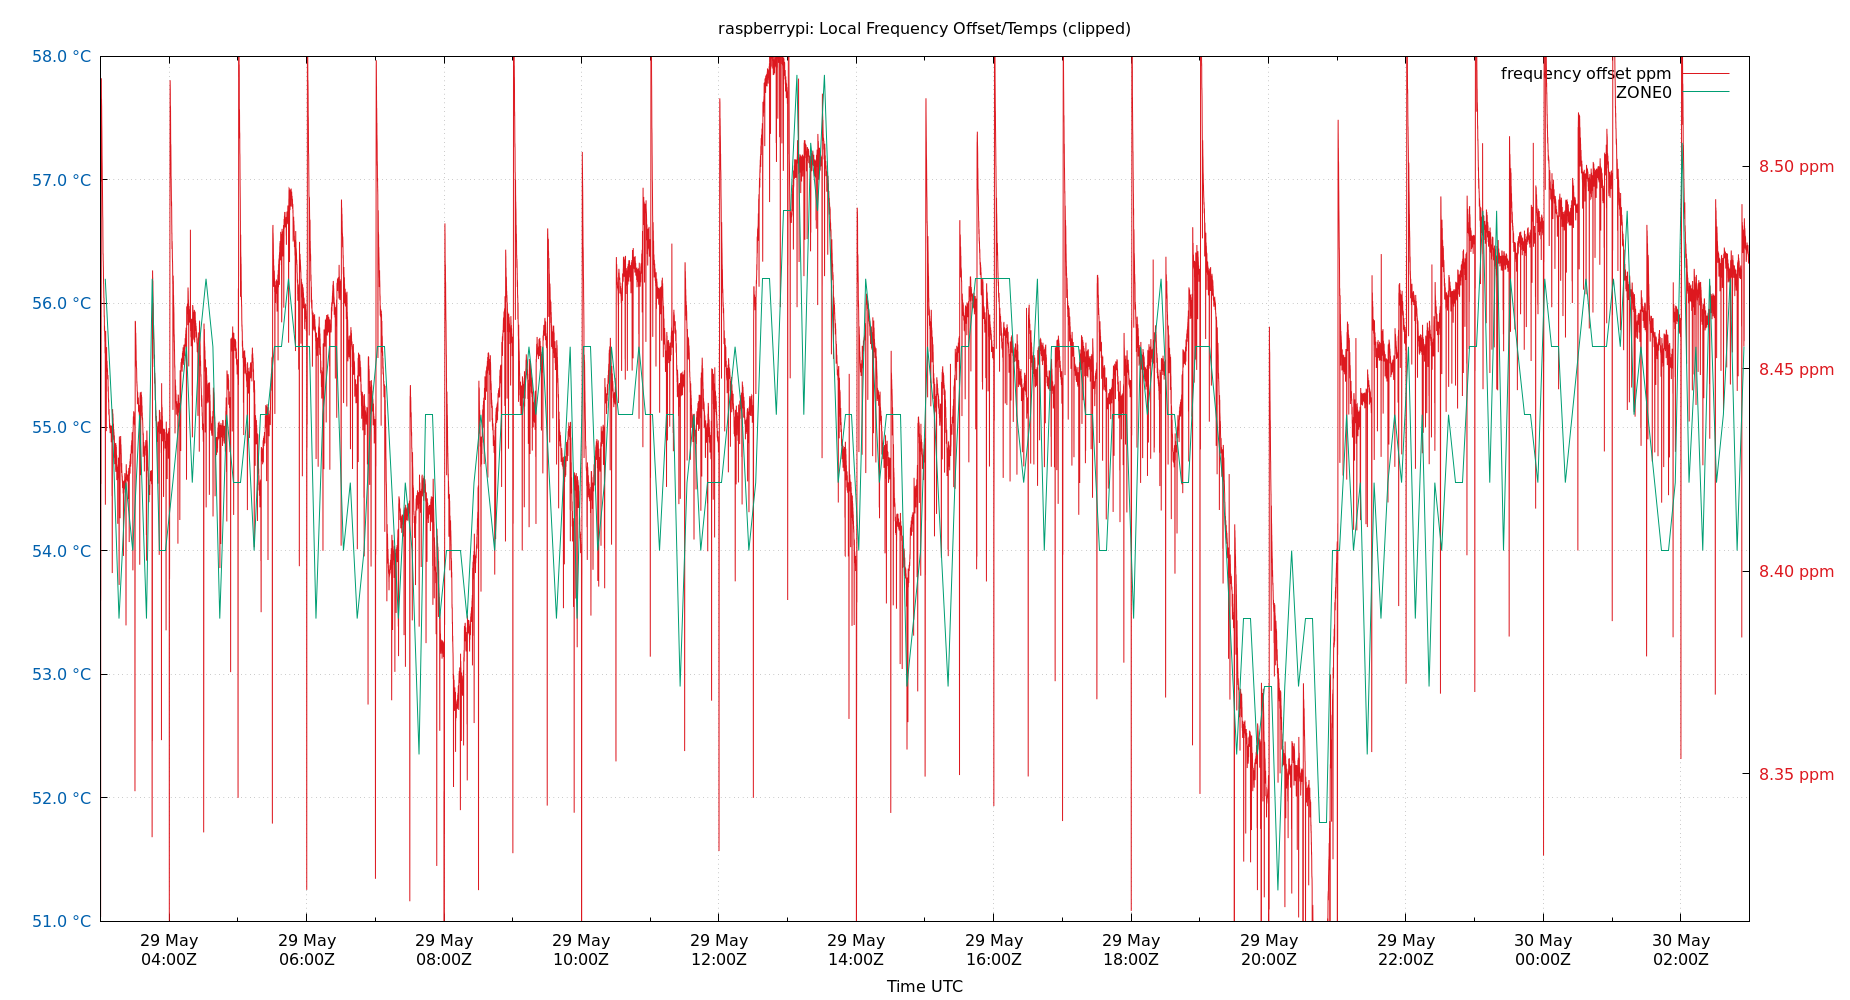 raspberrypi: Local Frequency Offset/Temps (clipped)
frequency offset ppm
ZONE0
58.0 °C
57.0 °C
56.0 °C
55.0 °C
54.0 °C
53.0 °C
52.0 °C
51.0 °C
8.50 ppm
8.45 ppm
8.40 ppm
8.35 ppm
29 May 29 May 29 May 29 May 29 May 29 May 29 May 29 May 29 May 29 May 30 May 30 May
04:00Z 06:00Z 08:00Z 10:00Z 12:00Z 14:00Z 16:00Z 18:00Z 20:00Z 22:00Z 00:00Z 02:00Z
Time UTC